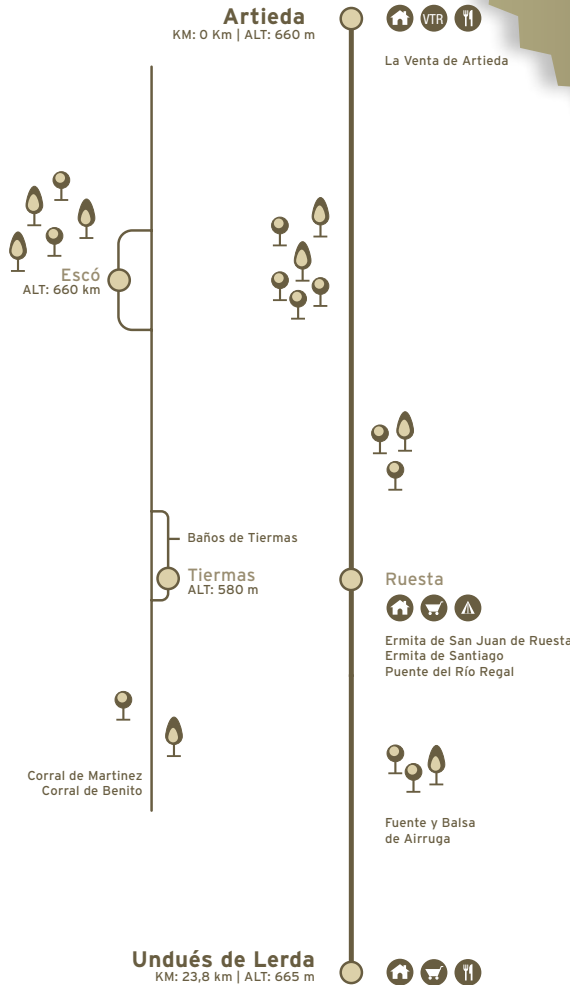 Artieda
KM: 0 Km | ALT: 660 m
VTR
La Venta de Artieda
Escó
ALT: 660 km
Baños de Tiermas
Tiermas
ALT: 580 m
Ruesta
Ermita de San Juan de Ruesta
Ermita de Santiago
Puente del Río Regal
Corral de Martinez
Corral de Benito
Fuente y Balsa
de Airruga
Undués de Lerda
KM: 23,8 km | ALT: 665 m